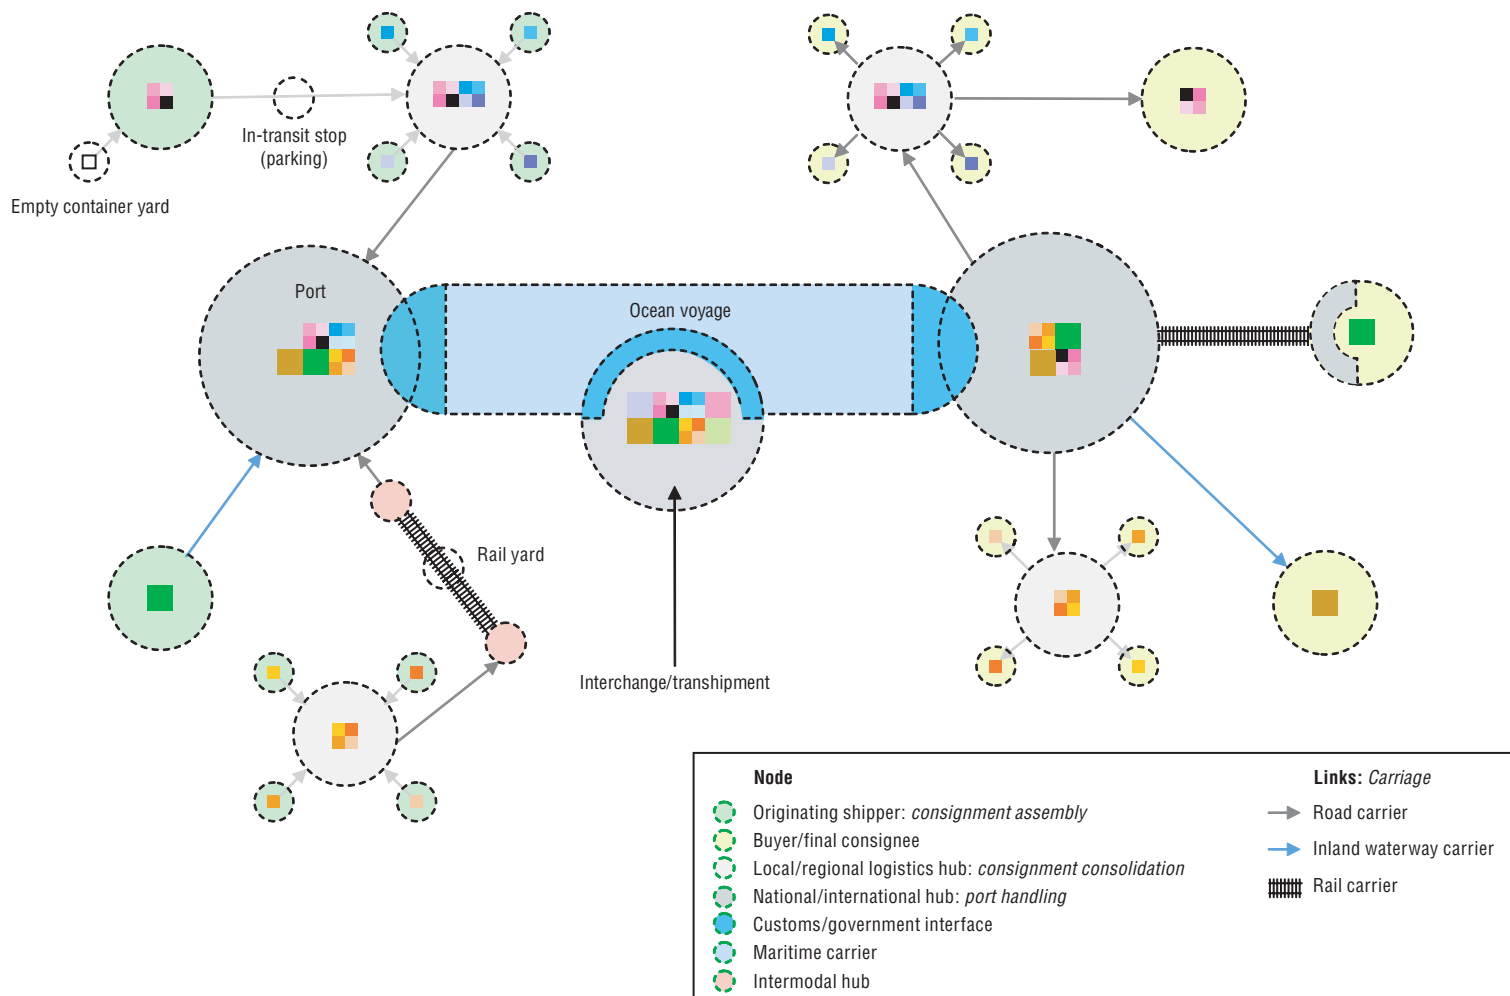 In-transit stop
(parking)
Empty container yard
Port
Ocean voyage
Rail yard
Interchange/transhipment
Node
Originating shipper: consignment assembly
Buyer/final consignee
Local/regional logistics hub: consignment consolidation
National/international hub: port handling
Customs/government interface
Maritime carrier
Intermodal hub
Links: Carriage
Road carrier
Inland waterway carrier
Rail carrier